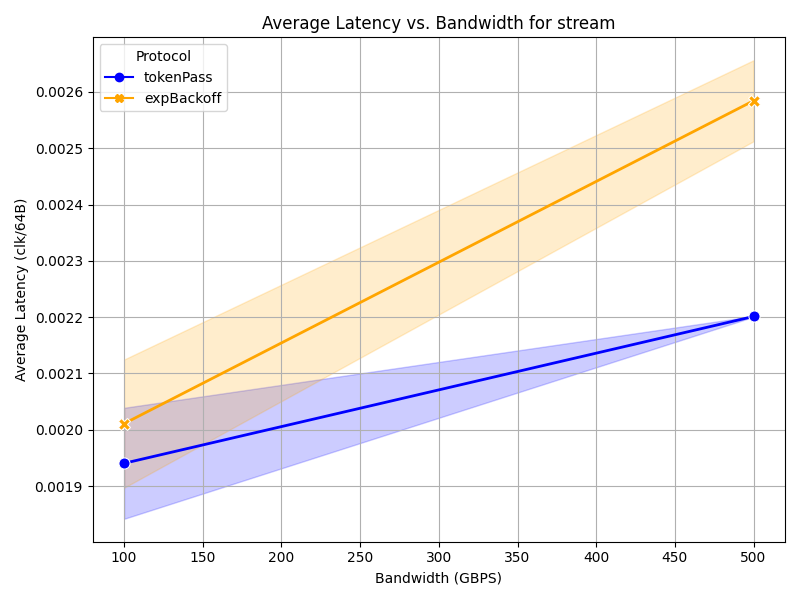 Average Latency vs. Bandwidth for stream
Protocol
tokenPass
expBackoff
0.0026
0.0025
0.0024
0.0023
0.0022
0.0021
0.0020
0.0019
Average Latency (clk/64B)
100 150 200 250 300 350 400 450 500
Bandwidth (GBPS)